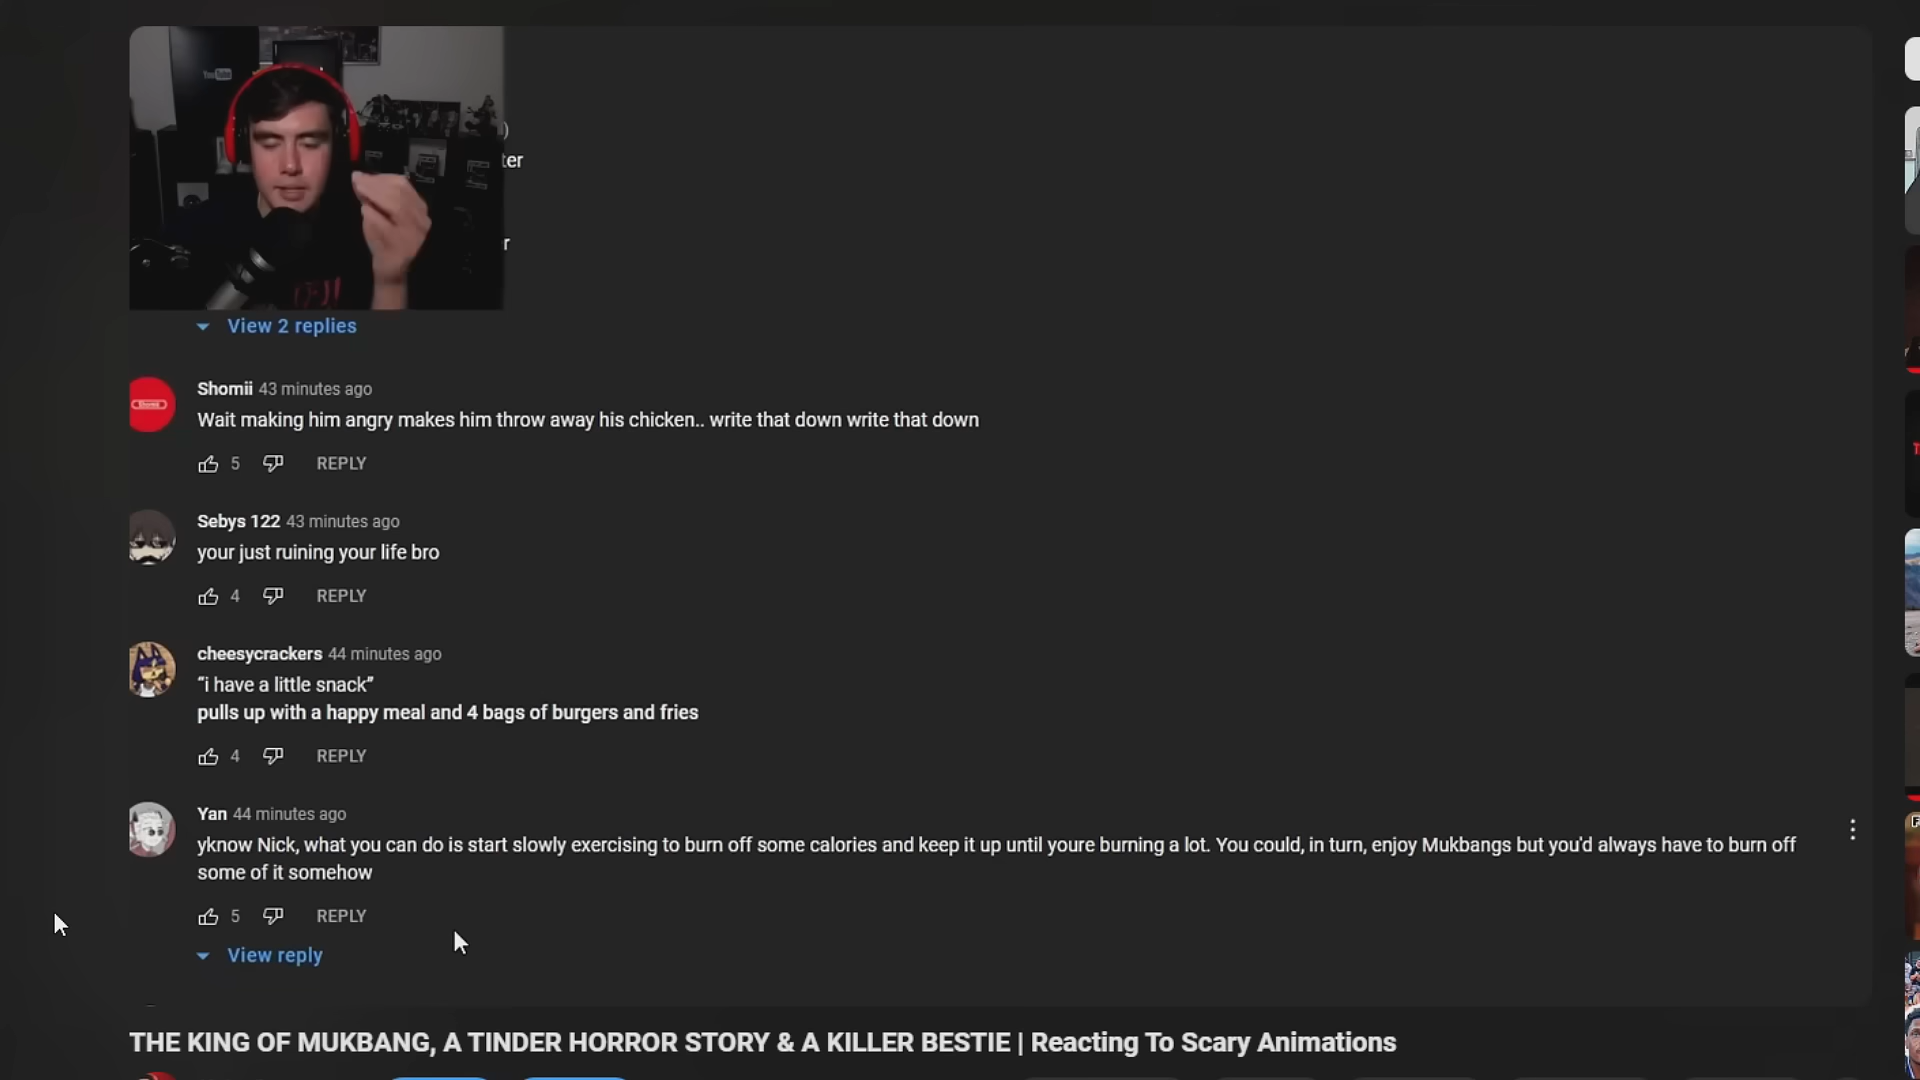 YouTube
)
ter
r
View 2 replies
Shomii 43 minutes ago
Wait making him angry makes him throw away his chicken.. write that down write that down
5 REPLY
Sebys 122 43 minutes ago
your just ruining your life bro
4 REPLY
cheesycrackers 44 minutes ago
“i have a little snack”
pulls up with a happy meal and 4 bags of burgers and fries
4 REPLY
Yan 44 minutes ago
yknow Nick, what you can do is start slowly exercising to burn off some calories and keep it up until youre burning a lot. You could, in turn, enjoy Mukbangs but you'd always have to burn off
some of it somehow
5 REPLY
View reply
THE KING OF MUKBANG, A TINDER HORROR STORY & A KILLER BESTIE | Reacting To Scary Animations